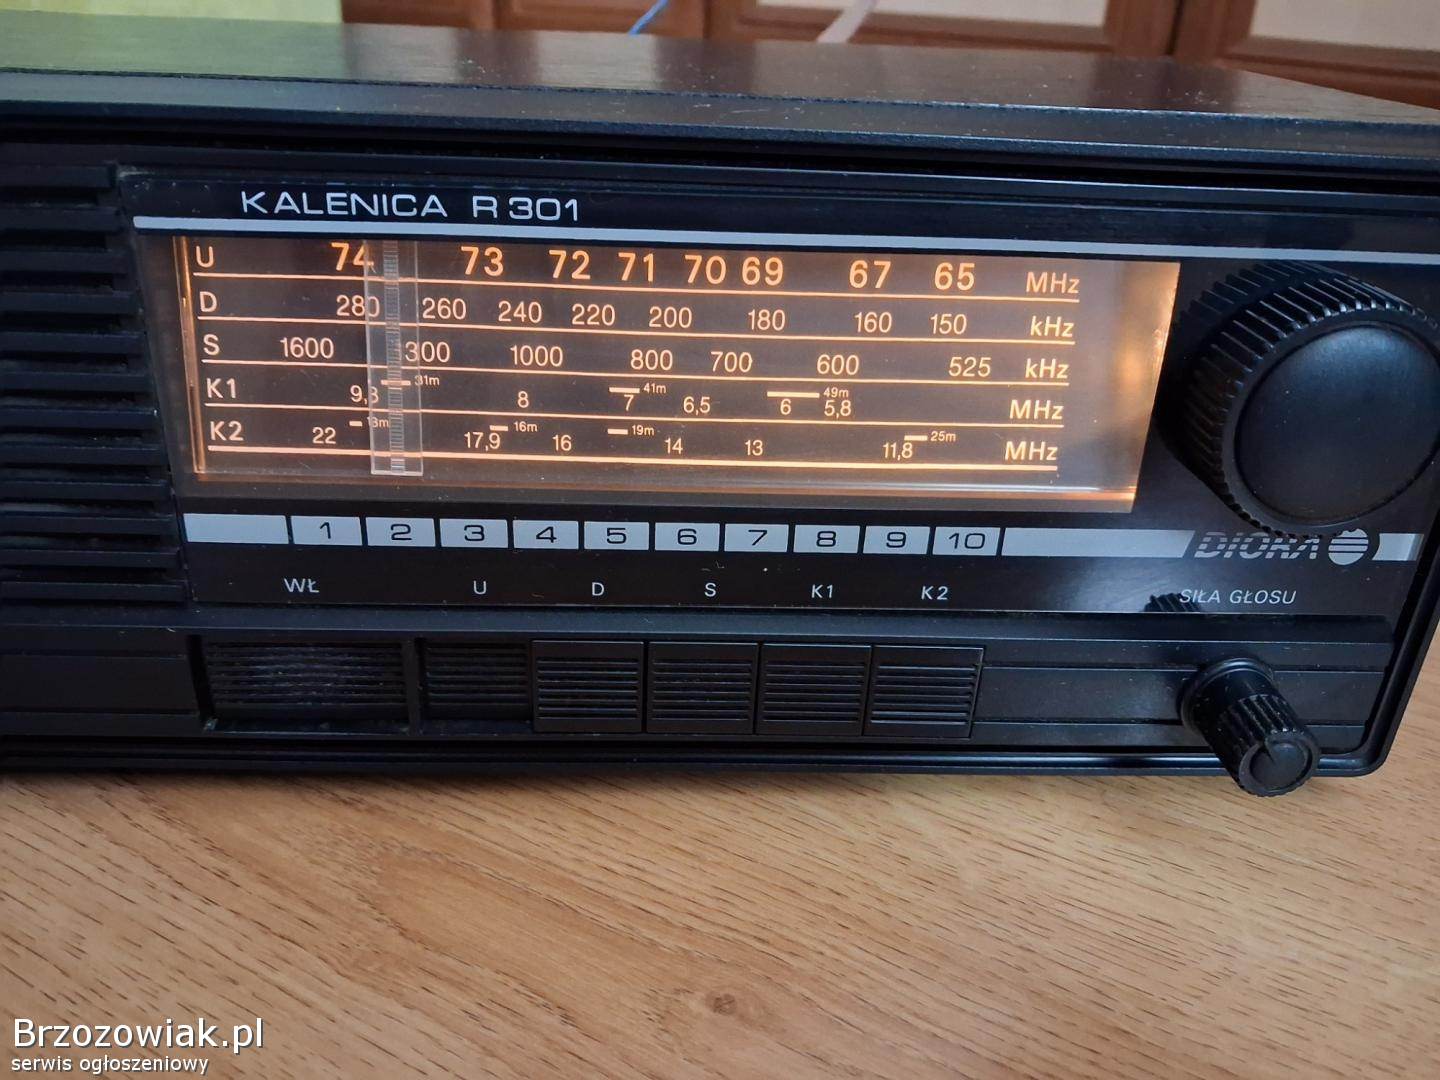 KALENICA R 301
U 74 73 72 71 70 69 67 65 MHz
D 280 260 240 220 200 180 160 150 kHz
S 1600 300 1000 800 700 600 525 kHz
31m 41m 49m
K1 9,8 8 7 6,5 6 5,8 MHz
13m 16m 19m 25m
K2 22 17,9 16 14 13 11,8 MHz
1 2 3 4 5 6 7 8 9 10 DIORA
WŁ U D S K1 K2 SIŁA GŁOSU
Brzozowiak.pl
serwis ogłoszeniowy